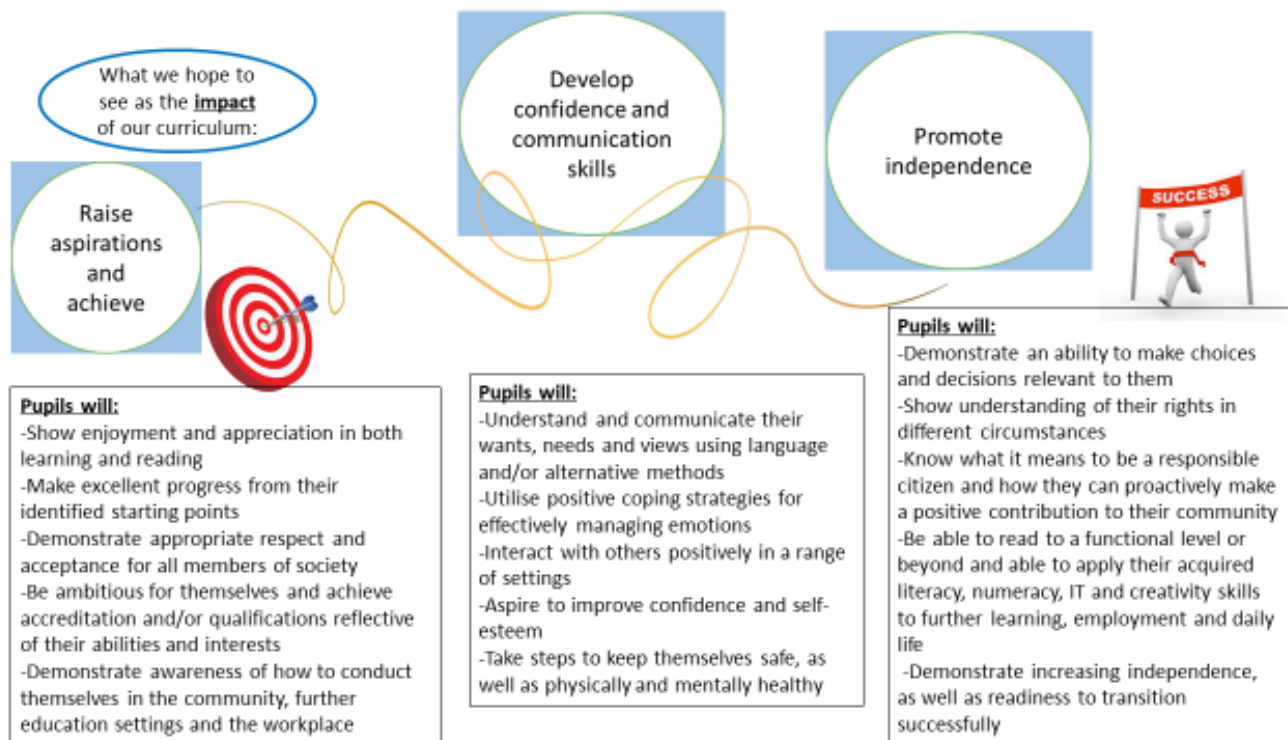 What we hope to
see as the impact
of our curriculum:
Raise
aspirations
and
achieve
Develop
confidence and
communication
skills
Promote
independence
SUCCESS
Pupils will:
-Show enjoyment and appreciation in both
learning and reading
-Make excellent progress from their
identified starting points
-Demonstrate appropriate respect and
acceptance for all members of society
-Be ambitious for themselves and achieve
accreditation and/or qualifications reflective
of their abilities and interests
-Demonstrate awareness of how to conduct
themselves in the community, further
education settings and the workplace
Pupils will:
-Understand and communicate their
wants, needs and views using language
and/or alternative methods
-Utilise positive coping strategies for
effectively managing emotions
-Interact with others positively in a range
of settings
-Aspire to improve confidence and self-
esteem
-Take steps to keep themselves safe, as
well as physically and mentally healthy
Pupils will:
-Demonstrate an ability to make choices
and decisions relevant to them
-Show understanding of their rights in
different circumstances
-Know what it means to be a responsible
citizen and how they can proactively make
a positive contribution to their community
-Be able to read to a functional level or
beyond and able to apply their acquired
literacy, numeracy, IT and creativity skills
to further learning, employment and daily
life
-Demonstrate increasing independence,
as well as readiness to transition
successfully